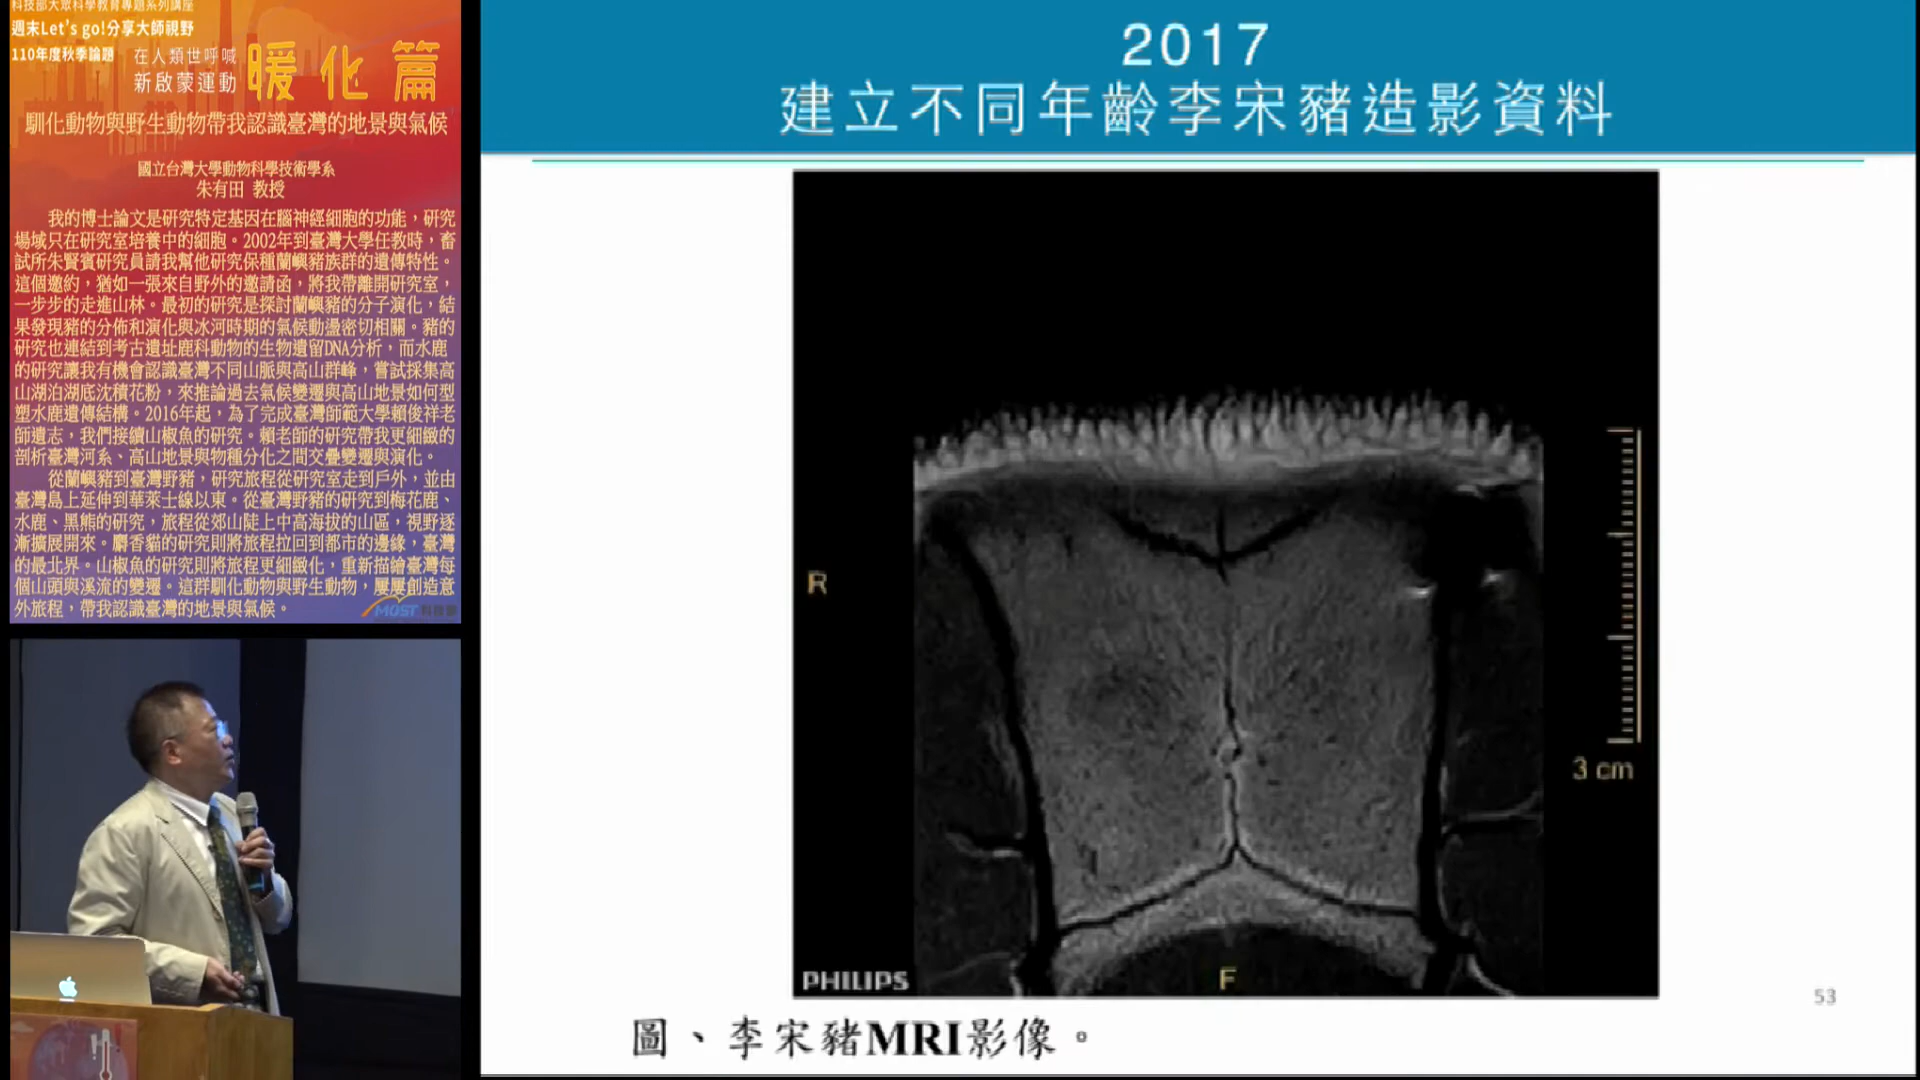 科技部大眾科學教育專題系列講座
週末Let's go!分享大師視野
110年度秋季論題
在人類世呼喊
新啟蒙運動
暖化篇
馴化動物與野生動物帶我認識臺灣的地景與氣候
國立台灣大學動物科學技術學系
朱有田 教授
我的博士論文是研究特定基因在腦神經細胞的功能，研究
場域只在研究室培養中的細胞。2002年到臺灣大學任教時，畜
試所朱賢賓研究員請我幫他研究保種蘭嶼豬族群的遺傳特性。
這個邀約，猶如一張來自野外的邀請函，將我帶離開研究室，
一步步的走進山林。最初的研究是探討蘭嶼豬的分子演化，結
果發現豬的分佈和演化與冰河時期的氣候動盪密切相關。豬的
研究也連結到考古遺址鹿科動物的生物遺留DNA分析，而水鹿
的研究讓我有機會認識臺灣不同山脈與高山群峰，嘗試採集高
山湖泊湖底沈積花粉，來推論過去氣候變遷與高山地景如何型
塑水鹿遺傳結構。2016年起，為了完成臺灣師範大學賴俊祥老
師遺志，我們接續山椒魚的研究。賴老師的研究帶我更細緻的
剖析臺灣河系、高山地景與物種分化之間交疊變遷與演化。
從蘭嶼豬到臺灣野豬，研究旅程從研究室走到戶外，並由
臺灣島上延伸到華萊士線以東。從臺灣野豬的研究到梅花鹿、
水鹿、黑熊的研究，旅程從郊山陡上中高海拔的山區，視野逐
漸擴展開來。麝香貓的研究則將旅程拉回到都市的邊緣，臺灣
的最北界。山椒魚的研究則將旅程更細緻化，重新描繪臺灣每
個山頭與溪流的變遷。這群馴化動物與野生動物，屢屢創造意
外旅程，帶我認識臺灣的地景與氣候。
MOST 科技部
2017
建立不同年齡李宋豬造影資料
R
3 cm
PHILIPS
F
53
圖、李宋豬MRI影像。